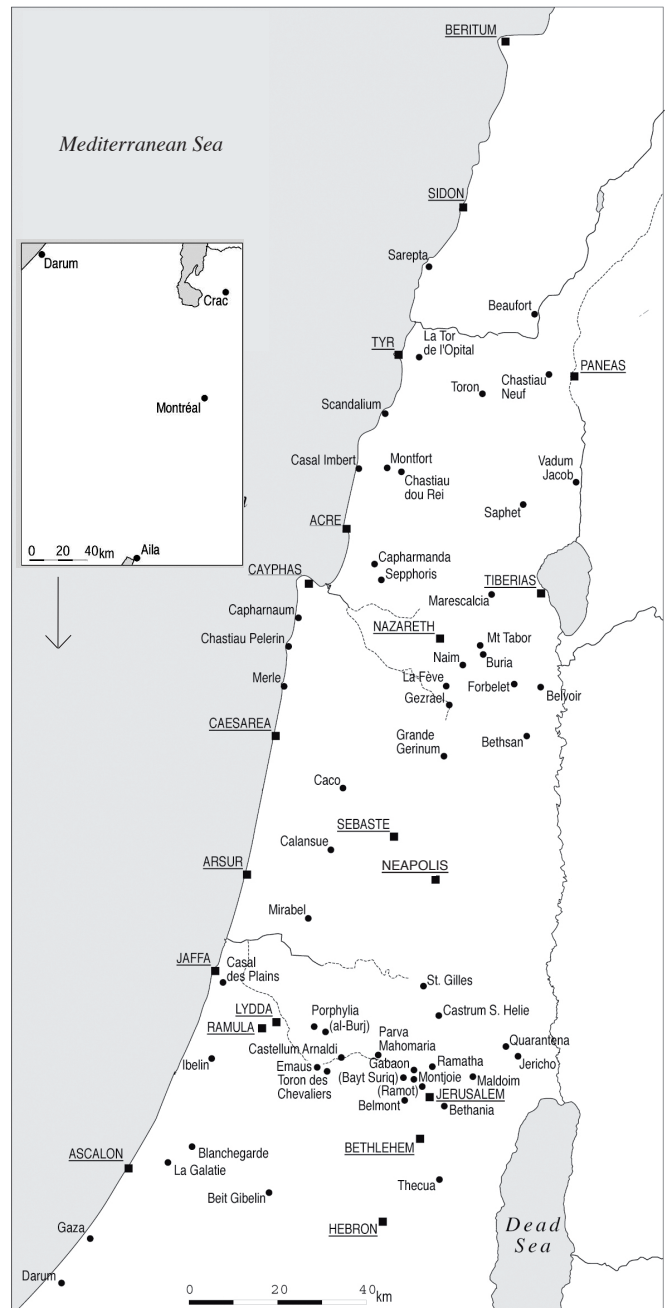 BERITUM
Mediterranean Sea
SIDON
Sarepta
Darum
Crac
Montréal
Aila
0 20 40km
Beaufort
TYR
La Tor
de l'Opital
Toron
Chastiau
Neuf
PANEAS
Scandalium
Casal Imbert
Montfort
Chastiau
dou Rei
Vadum
Jacob
Saphet
ACRE
Capharmanda
Sepphoris
CAYPHAS
TIBERIAS
Marescalcia
Capharnaum
NAZARETH
Mt Tabor
Chastiau Pelerin
Naim
Buria
Merle
La Fève
Forbelet
Belvoir
Gezrael
CAESAREA
Grande
Gerinum
Bethsan
Caco
SEBASTE
Calansue
ARSUR
NEAPOLIS
Mirabel
JAFFA
Casal
des Plains
St. Gilles
LYDDA
RAMULA
Porphylia
(al-Burj)
Castrum S. Helie
Parva
Mahomaria
Quarantena
Jericho
Ibelin
Castellum Arnaldi
Emaus
Toron des
Chevaliers
Gabaon
Ramatha
(Bayt Suriq)
Montjoie
Maldoim
(Ramot)
JERUSALEM
Belmont
Bethania
BETHLEHEM
Blanchegarde
ASCALON
La Galatie
Thecua
Beit Gibelin
HEBRON
Gaza
Dead
Sea
Darum
0 20 40 km